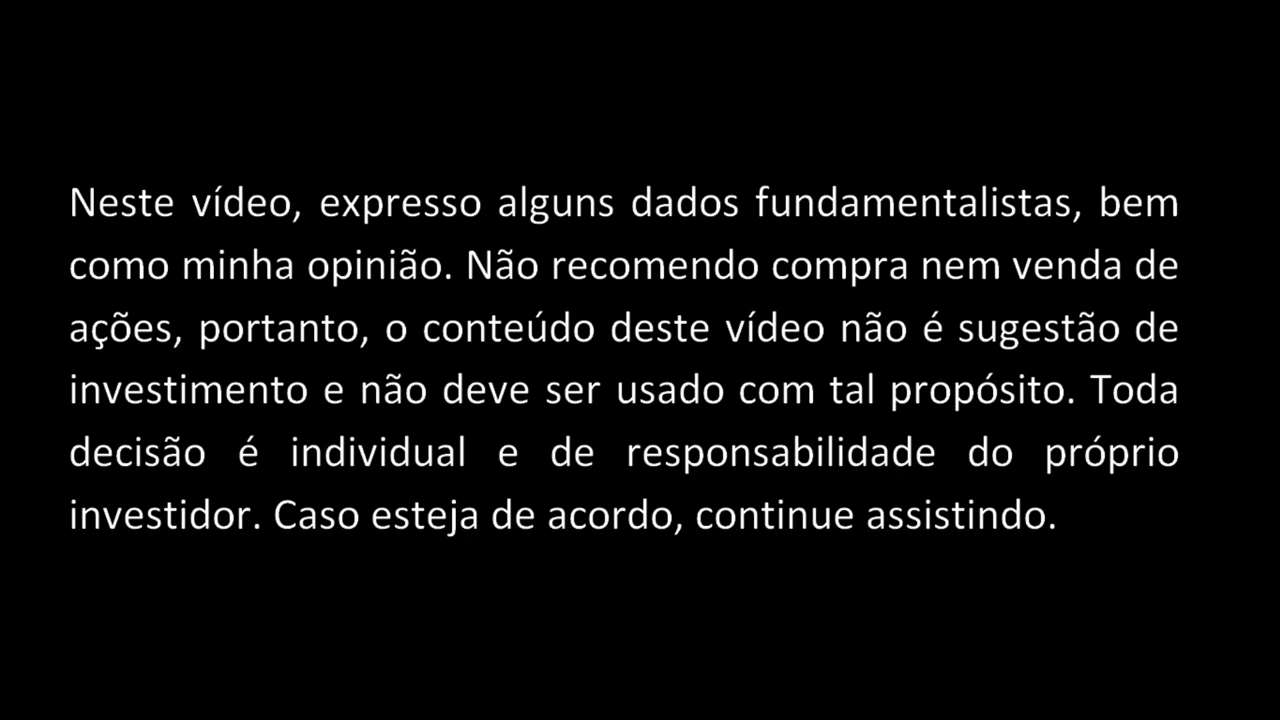 Neste vídeo, expresso alguns dados fundamentalistas, bem
como minha opinião. Não recomendo compra nem venda de
ações, portanto, o conteúdo deste vídeo não é sugestão de
investimento e não deve ser usado com tal propósito. Toda
decisão é individual e de responsabilidade do próprio
investidor. Caso esteja de acordo, continue assistindo.